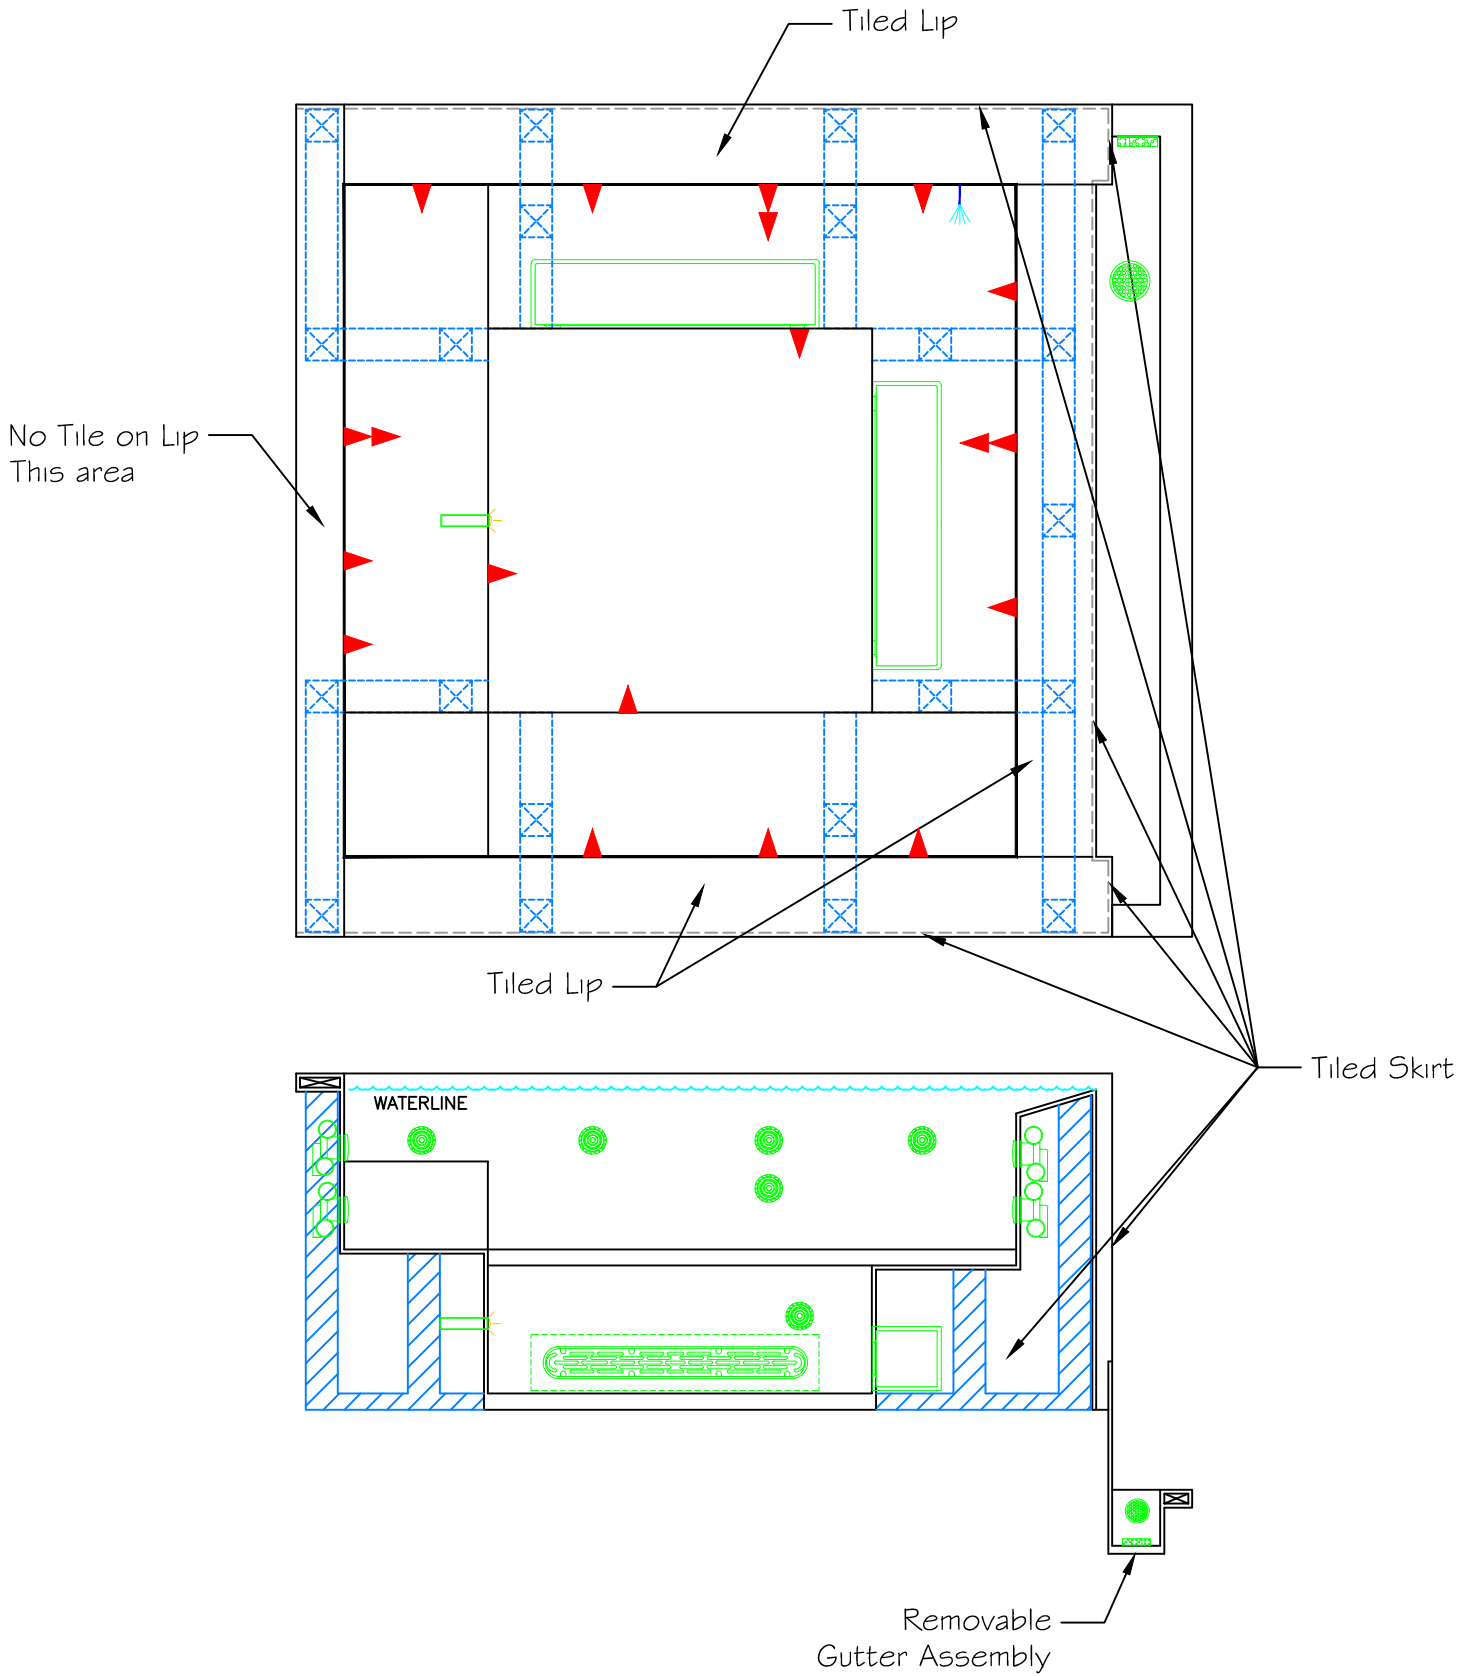 Tiled Lip
No Tile on Lip
This area
Tiled Lip
Tiled Skirt
WATERLINE
Removable
Gutter Assembly